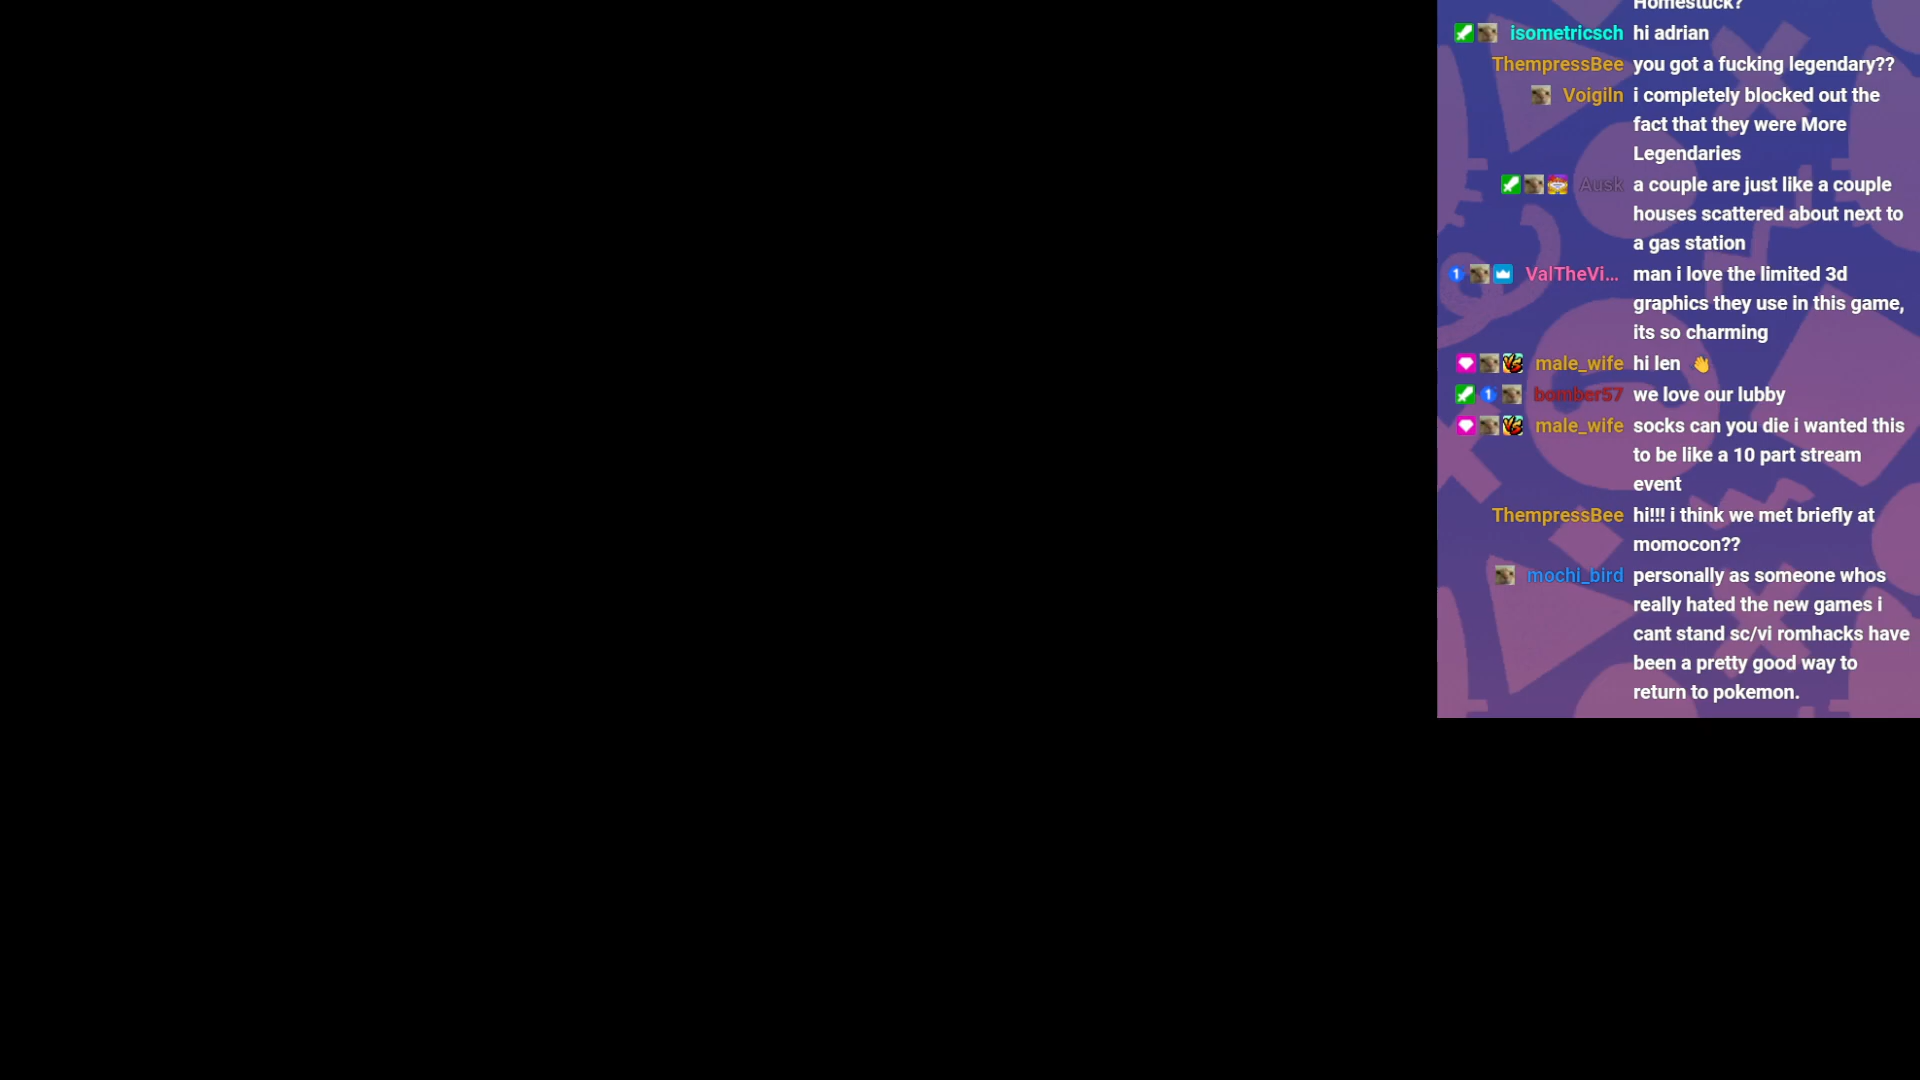 Homestuck?
isometricsch hi adrian
ThempressBee you got a fucking legendary??
Voigiln i completely blocked out the
fact that they were More
Legendaries
Ausk a couple are just like a couple
houses scattered about next to
a gas station
ValTheVi... man i love the limited 3d
graphics they use in this game,
its so charming
male_wife hi len 👋
bomber57 we love our lubby
male_wife socks can you die i wanted this
to be like a 10 part stream
event
ThempressBee hi!!! i think we met briefly at
momocon??
mochi_bird personally as someone whos
really hated the new games i
cant stand sc/vi romhacks have
been a pretty good way to
return to pokemon.